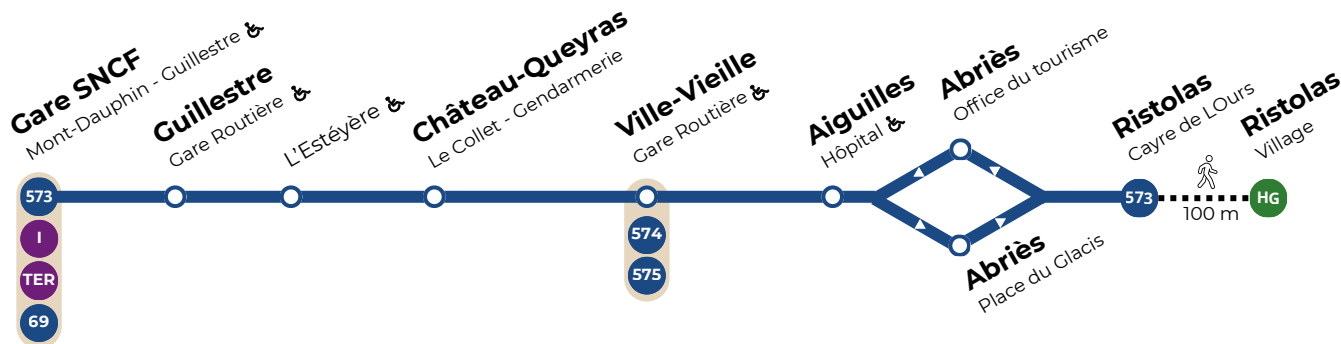 Gare SNCF
Mont-Dauphin - Guillestre
Guillestre
Gare Routière
L'Estéyère
Château-Queyras
Le Collet - Gendarmerie
Ville-Vieille
Gare Routière
Aiguilles
Hôpital
Abriès
Office du tourisme
Abriès
Place du Glacis
Ristolas
Cayre de LOurs
Ristolas
Village
573
I
TER
69
574
575
573
100 m
HG